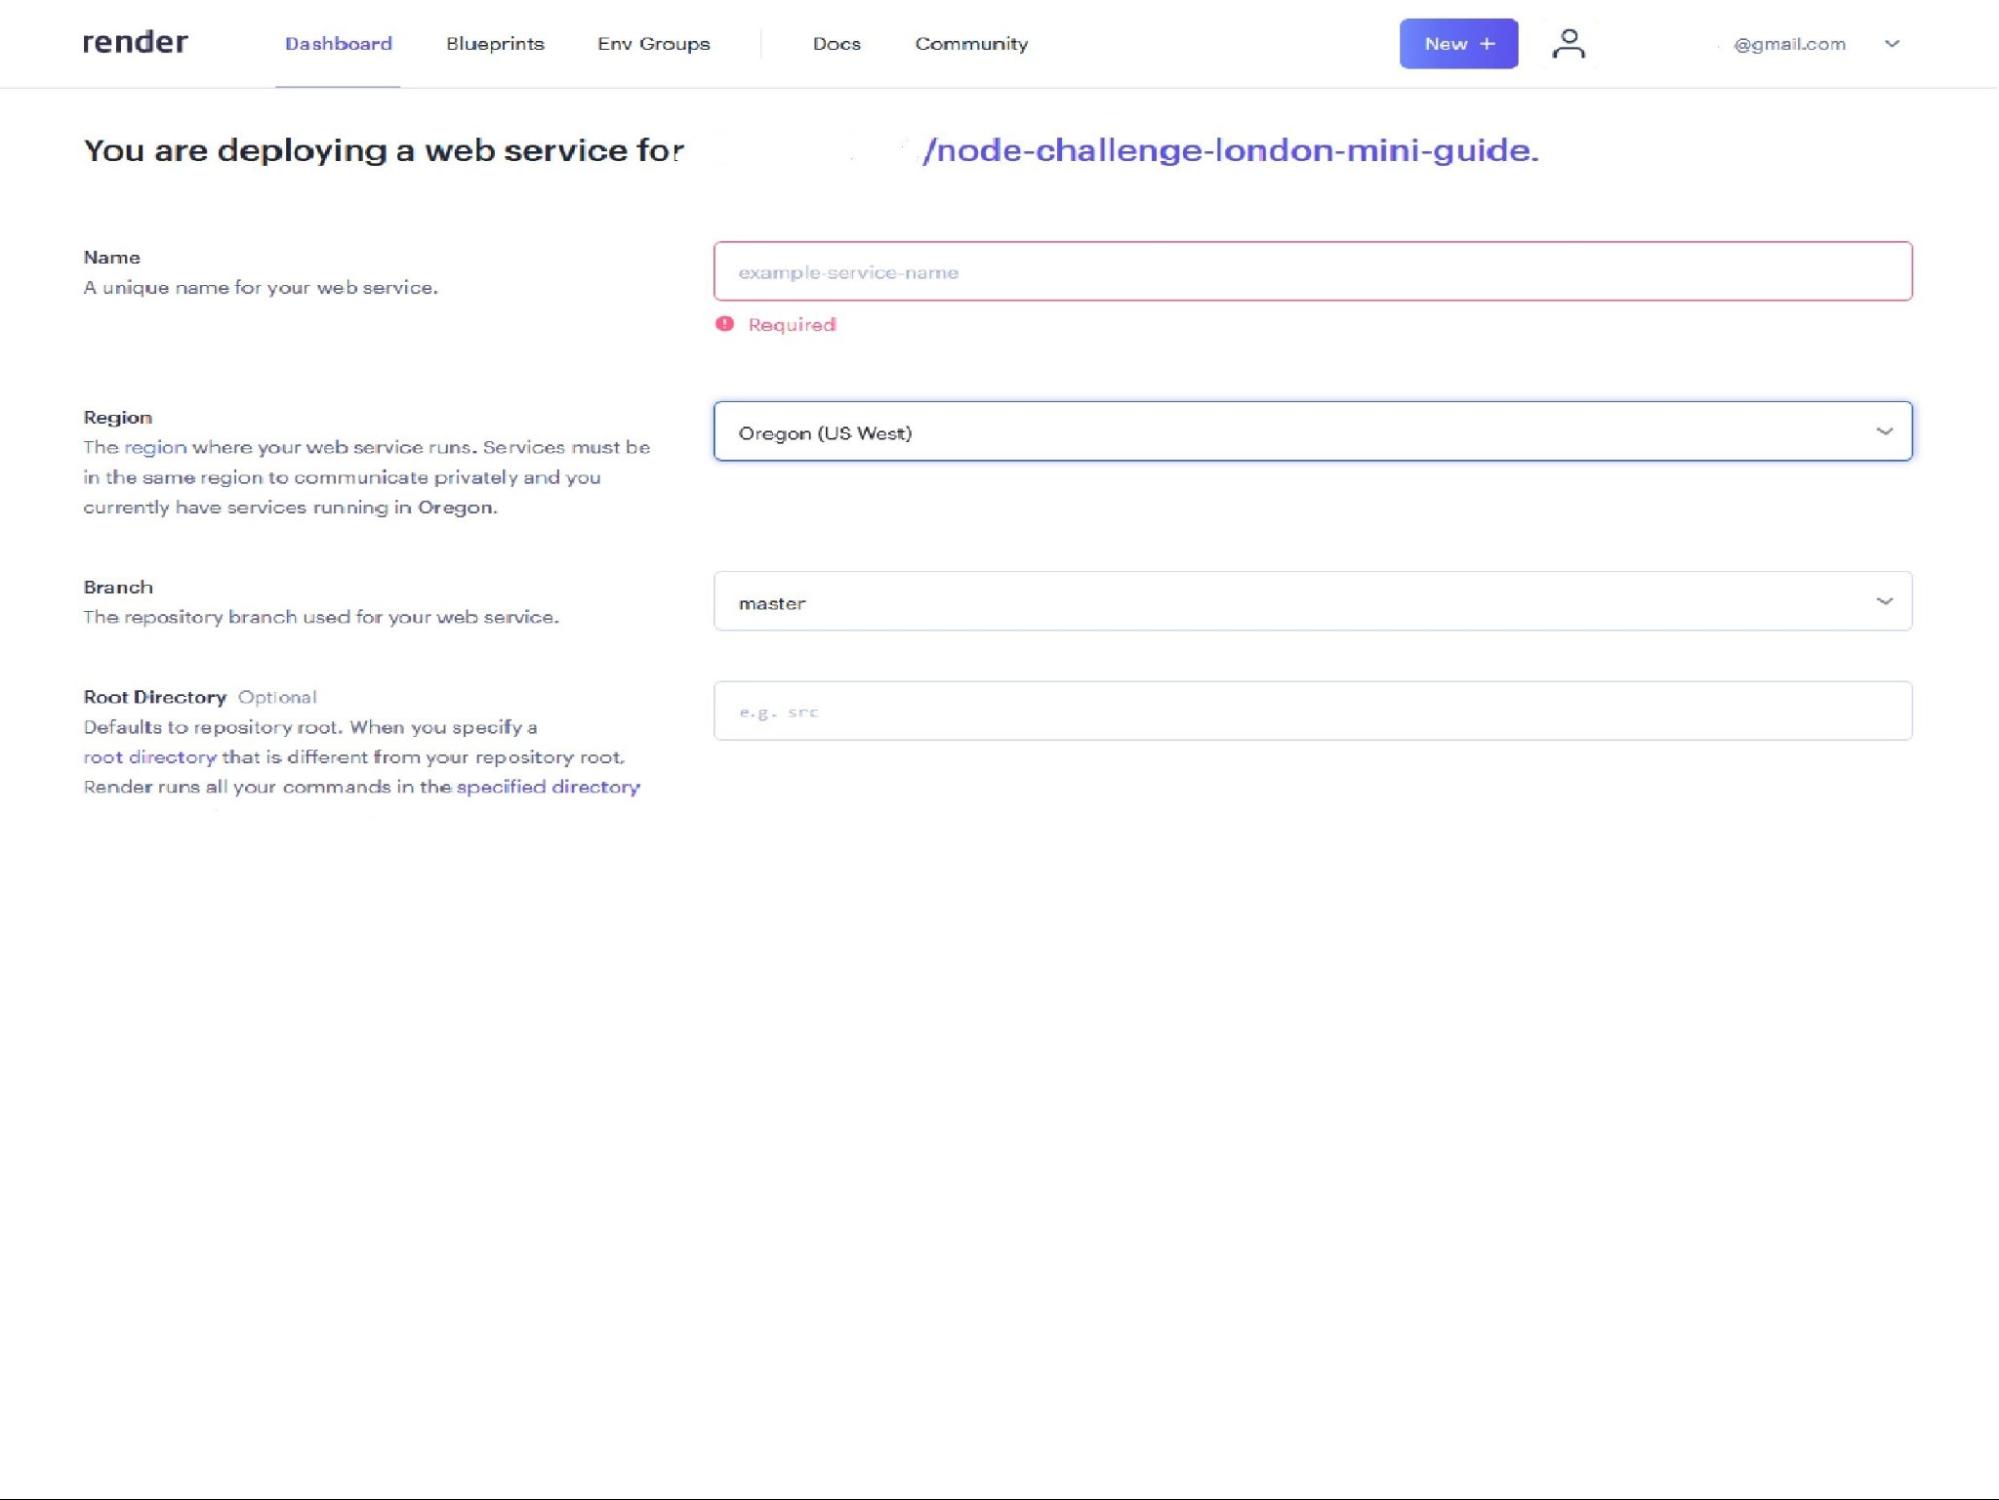 render Dashboard Blueprints Env Groups Docs Community New + @gmail.com
You are deploying a web service for /node-challenge-london-mini-guide.
Name
A unique name for your web service.
example-service-name
Required
Region
The region where your web service runs. Services must be
in the same region to communicate privately and you
currently have services running in Oregon.
Oregon (US West)
Branch
The repository branch used for your web service.
master
Root Directory Optional
Defaults to repository root. When you specify a
root directory that is different from your repository root,
Render runs all your commands in the specified directory
e.g. src